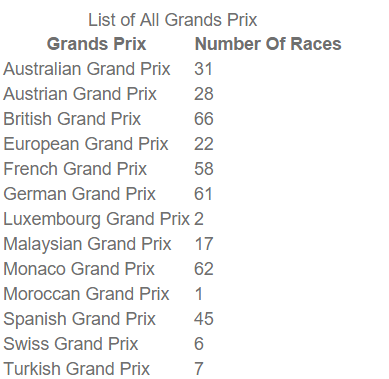 List of All Grands Prix
Grands Prix Number Of Races
Australian Grand Prix 31
Austrian Grand Prix 28
British Grand Prix 66
European Grand Prix 22
French Grand Prix 58
German Grand Prix 61
Luxembourg Grand Prix 2
Malaysian Grand Prix 17
Monaco Grand Prix 62
Moroccan Grand Prix 1
Spanish Grand Prix 45
Swiss Grand Prix 6
Turkish Grand Prix 7